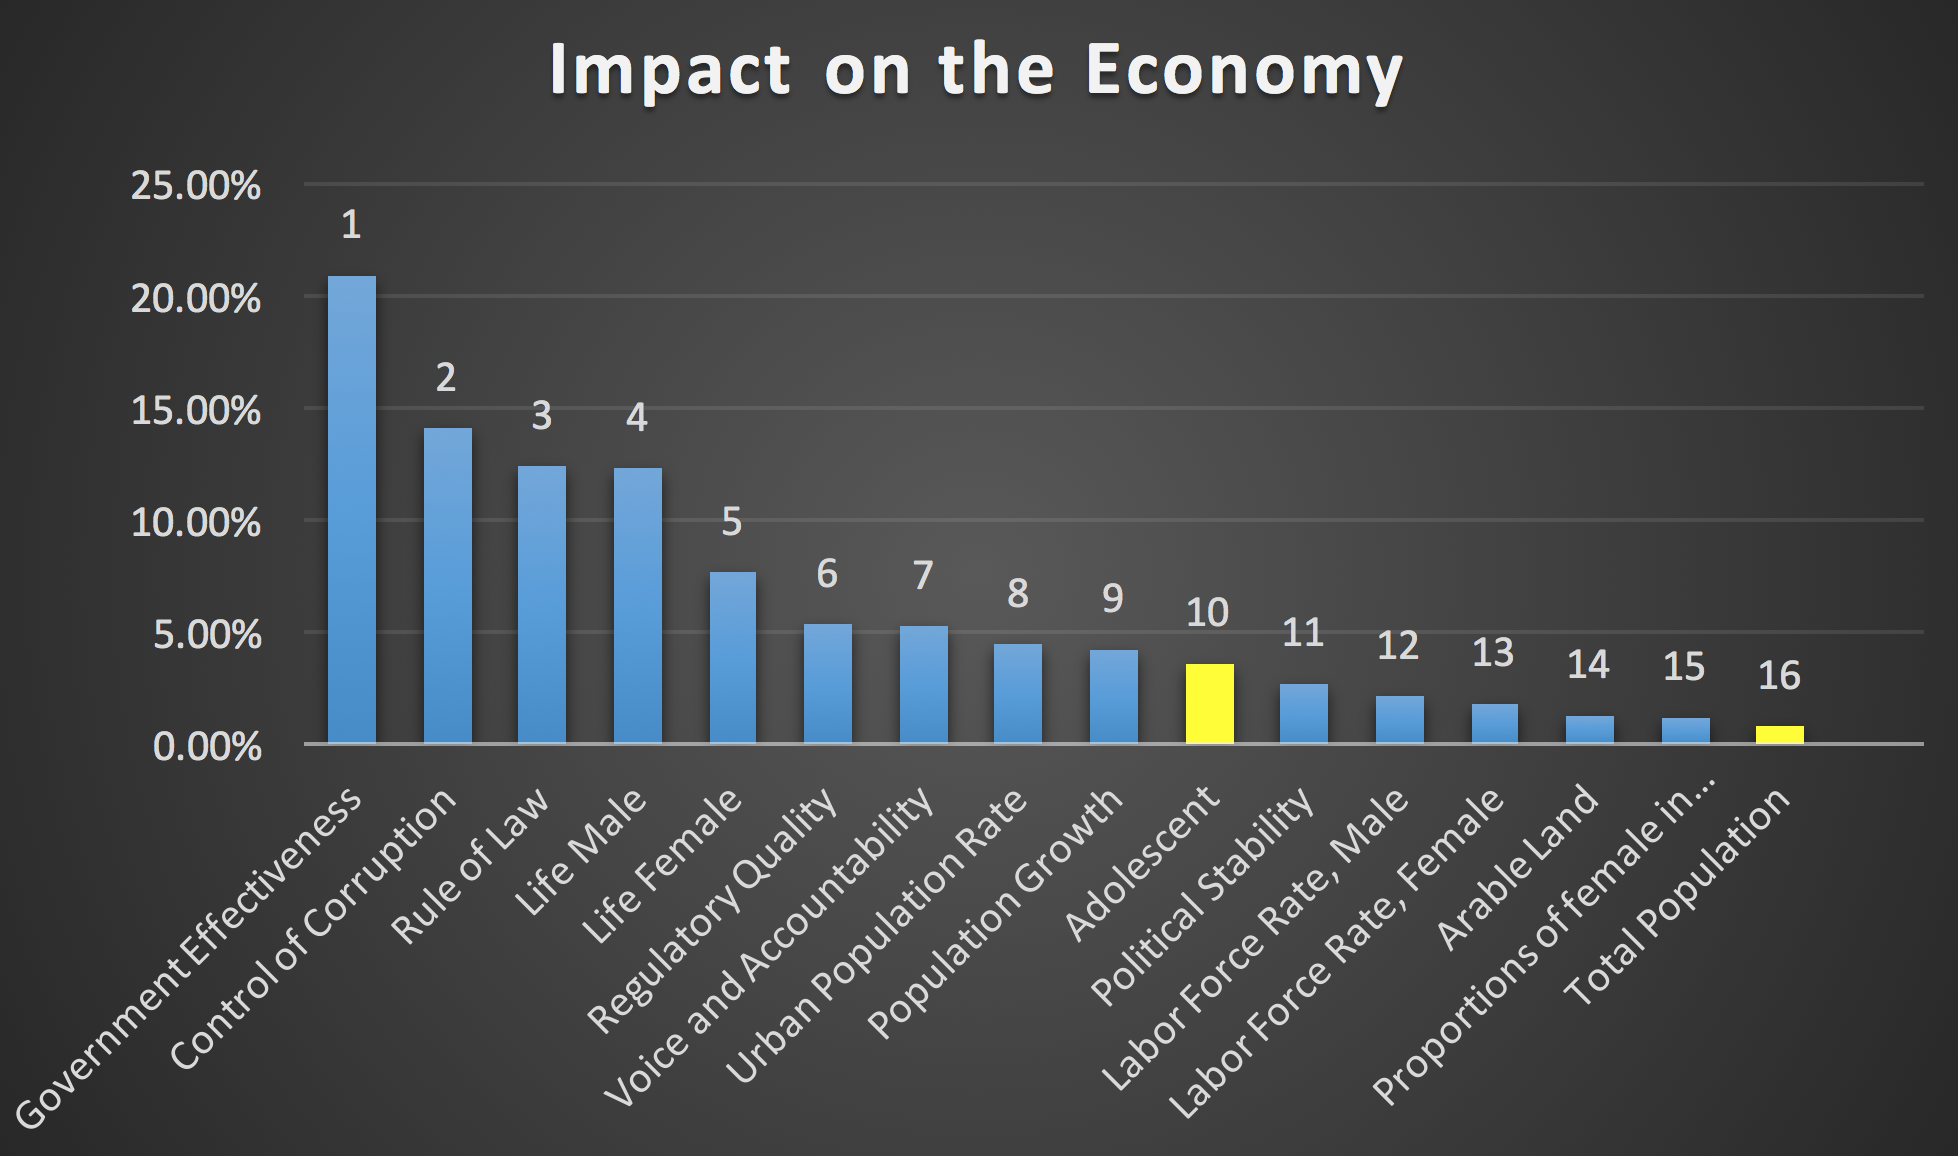 Impact on the Economy
25.00%
20.00%
15.00%
10.00%
5.00%
0.00%
1
2
3
4
5
6
7
8
9
10
11
12
13
14
15
16
Government Effectiveness
Control of Corruption
Rule of Law
Life Male
Life Female
Regulatory Quality
Voice and Accountability
Urban Population Rate
Population Growth
Adolescent
Political Stability
Labor Force Rate, Male
Labor Force Rate, Female
Arable Land
Proportions of female in...
Total Population